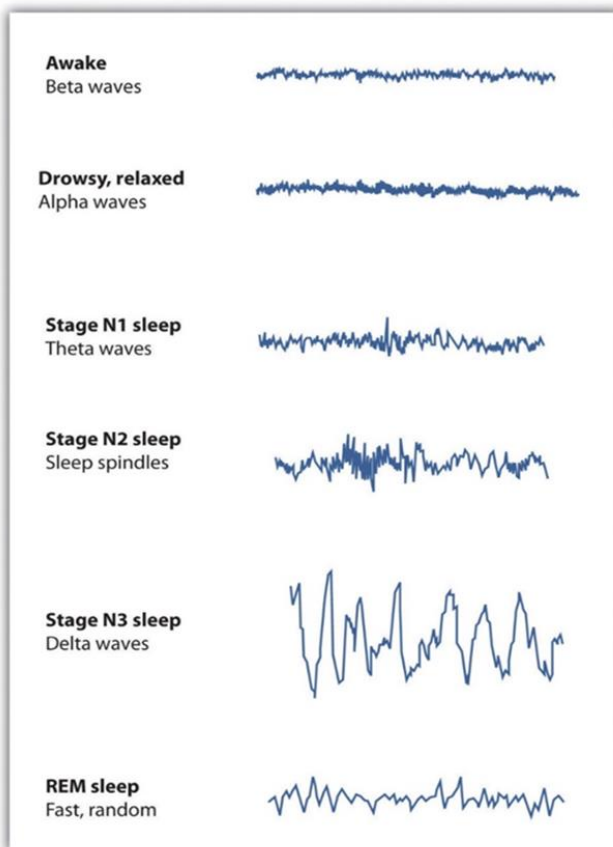 Awake
Beta waves
Drowsy, relaxed
Alpha waves
Stage N1 sleep
Theta waves
Stage N2 sleep
Sleep spindles
Stage N3 sleep
Delta waves
REM sleep
Fast, random